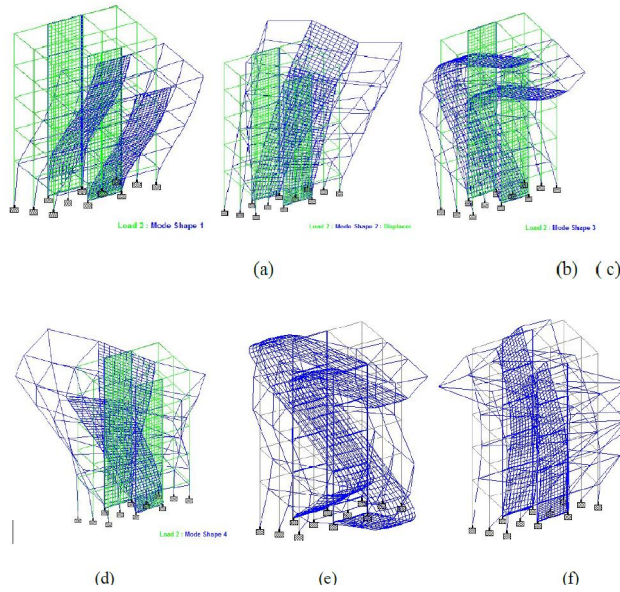 Load 2 : Mode Shape 1
Load 2 : Mode Shape 2 : Displacement
Load 2 : Mode Shape 3
(a)
(b) ( c)
Load 2 : Mode Shape 4
(d)
(e)
(f)